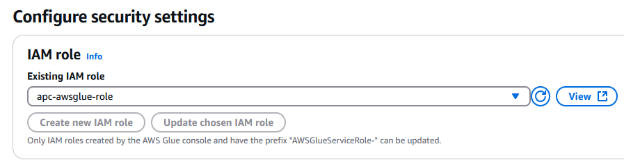 Configure security settings
IAM role Info
Existing IAM role
apc-awsglue-role
View
Create new IAM role Update chosen IAM role
Only IAM roles created by the AWS Glue console and have the prefix "AWSGlueServiceRole-" can be updated.